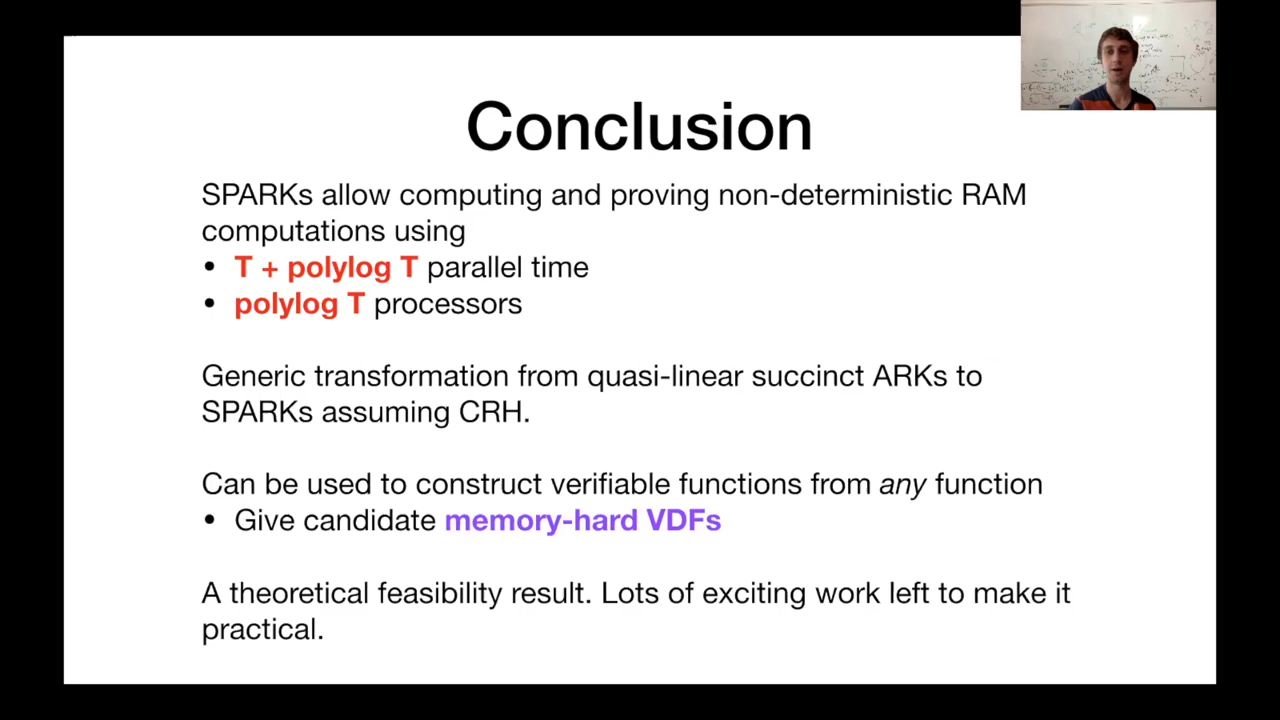 Conclusion
SPARKs allow computing and proving non-deterministic RAM
computations using
• T + polylog T parallel time
• polylog T processors
Generic transformation from quasi-linear succinct ARKs to
SPARKs assuming CRH.
Can be used to construct verifiable functions from any function
• Give candidate memory-hard VDFs
A theoretical feasibility result. Lots of exciting work left to make it
practical.